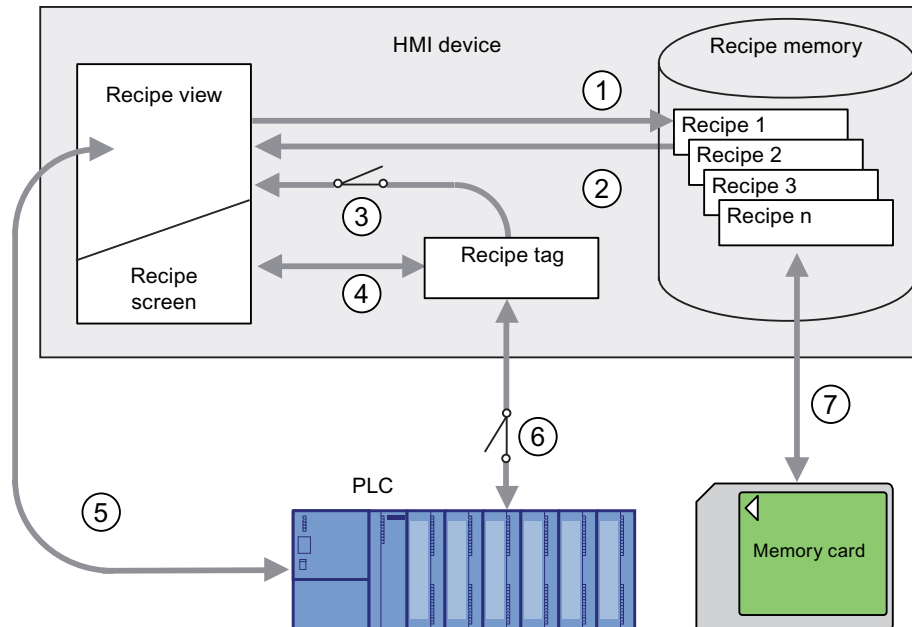 HMI device
Recipe memory
Recipe view
1
Recipe 1
Recipe 2
2
Recipe 3
3
Recipe n
Recipe tag
Recipe
screen
4
7
6
PLC
5
Memory card